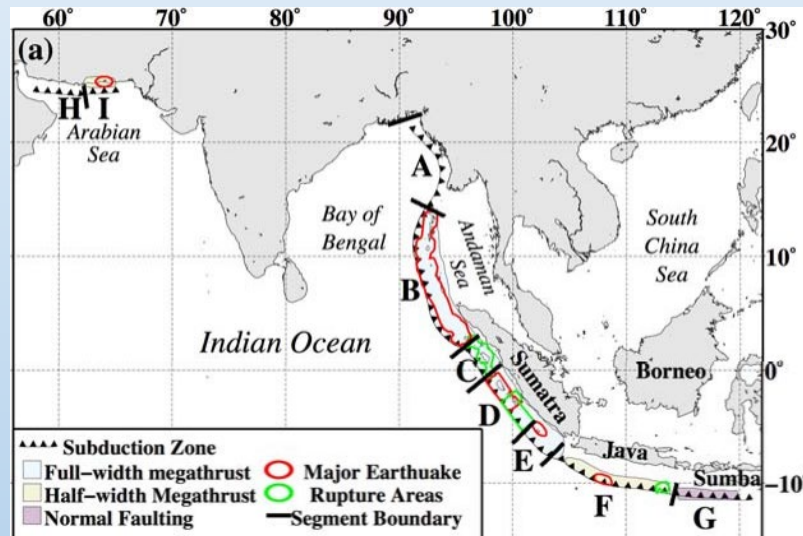 60° 70° 80° 90° 100° 110° 120°
30°
(a)
H I
Arabian
Sea
20°
A
Bay of
Bengal
Andaman
Sea
South
China
Sea
10°
B
Indian Ocean
C
Sumatra
Borneo
0°
D
E
Java
Sumba
F
G
−10°
Subduction Zone
Full−width megathrust
Major Earthuake
Half−width Megathrust
Rupture Areas
Normal Faulting
Segment Boundary